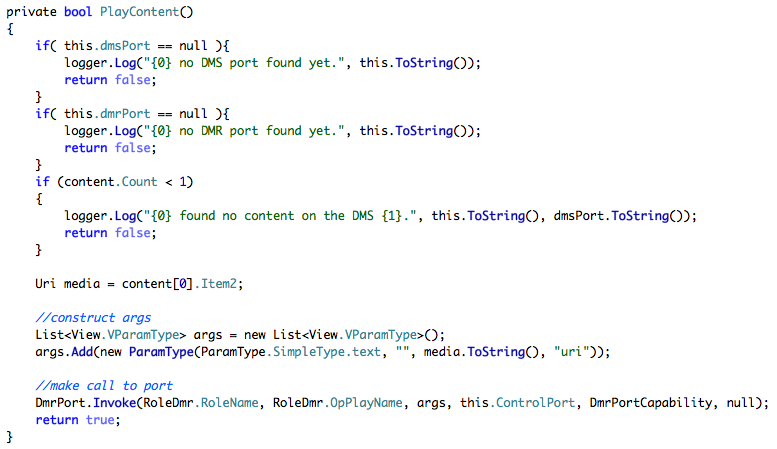 private bool PlayContent()
{
    if( this.dmsPort == null ){
        logger.Log("{0} no DMS port found yet.", this.ToString());
        return false;
    }
    if( this.dmrPort == null ){
        logger.Log("{0} no DMR port found yet.", this.ToString());
        return false;
    }
    if (content.Count < 1)
    {
        logger.Log("{0} found no content on the DMS {1}.", this.ToString(), dmsPort.ToString());
        return false;
    }

    Uri media = content[0].Item2;

    //construct args
    List<View.VParamType> args = new List<View.VParamType>();
    args.Add(new ParamType(ParamType.SimpleType.text, "", media.ToString(), "uri"));

    //make call to port
    DmrPort.Invoke(RoleDmr.RoleName, RoleDmr.OpPlayName, args, this.ControlPort, DmrPortCapability, null);
    return true;
}